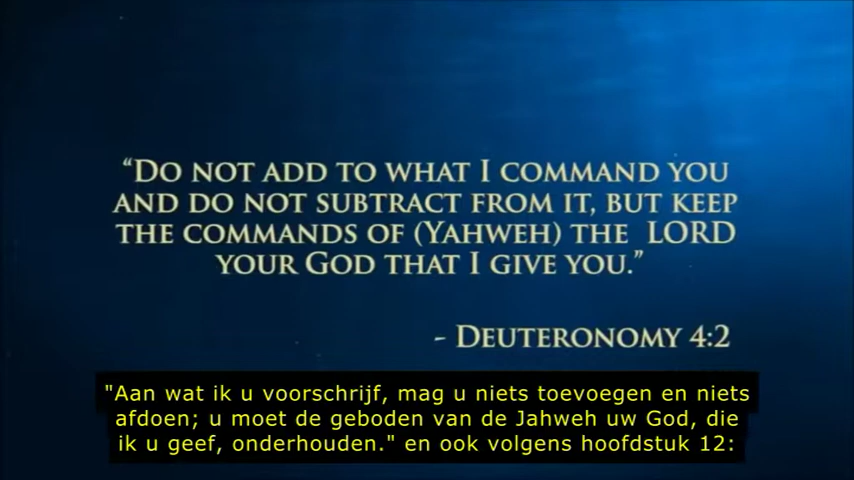 “Do not add to what I command you
and do not subtract from it, but keep
the commands of (Yahweh) the LORD
your God that I give you.”
- Deuteronomy 4:2
"Aan wat ik u voorschrijf, mag u niets toevoegen en niets
afdoen; u moet de geboden van de Jahweh uw God, die
ik u geef, onderhouden." en ook volgens hoofdstuk 12: